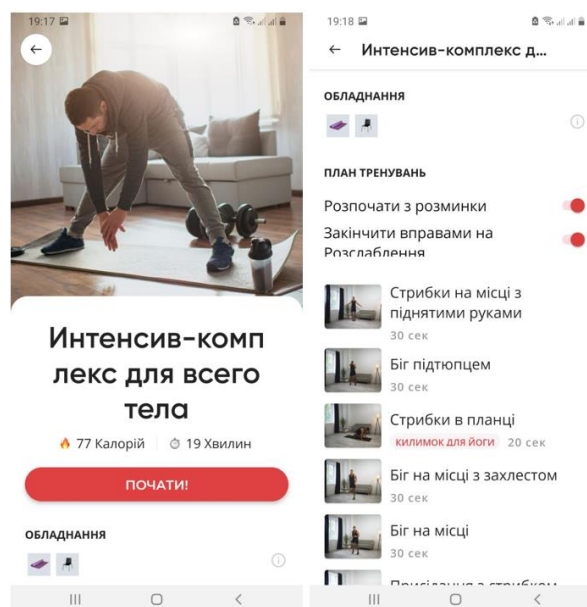 19:17
Интенсив-комп
лекс для всего
тела
77 Калорій 19 Хвилин
ПОЧАТИ!
ОБЛАДНАННЯ
19:18
Интенсив-комплекс д...
ОБЛАДНАННЯ
ПЛАН ТРЕНУВАНЬ
Розпочати з розминки
Закінчити вправами на
Розслаблення
Стрибки на місці з
піднятими руками
30 сек
Біг підтюпцем
30 сек
Стрибки в планці
килимок для йоги 20 сек
Біг на місці з захлестом
30 сек
Біг на місці
30 сек
Присідання з стрибком